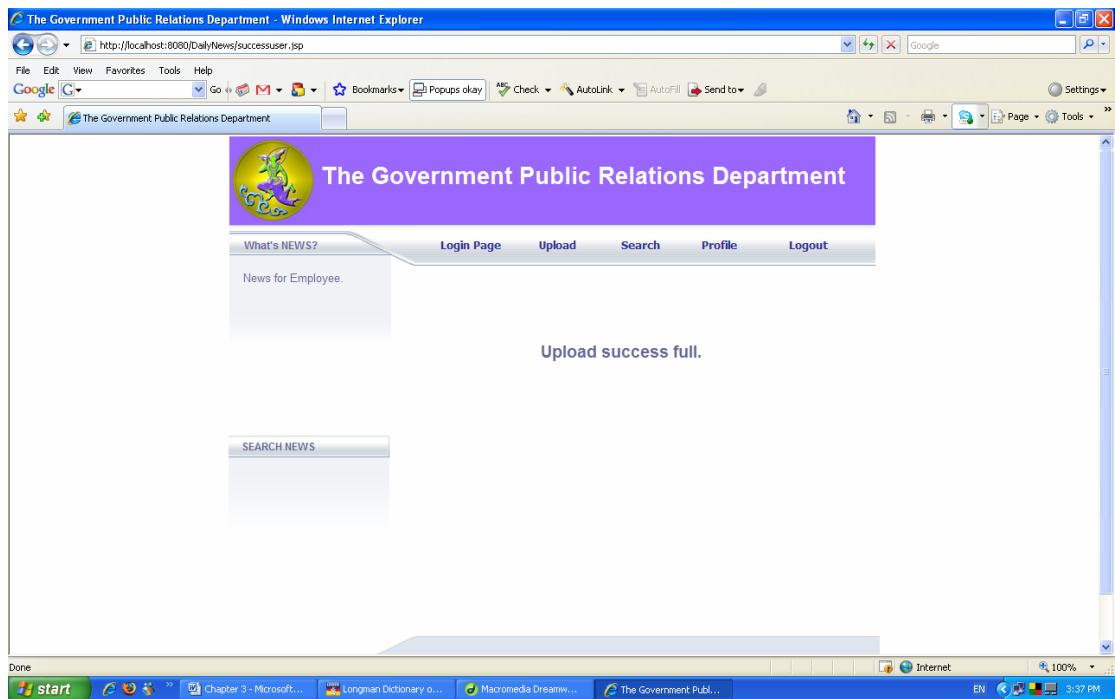 The Government Public Relations Department - Windows Internet Explorer
http://localhost:8080/DailyNews/successuser.jsp
Google
File Edit View Favorites Tools Help
Google G Go Bookmarks Popups okay ABC Check AutoLink AutoFill Send to Settings
The Government Public Relations Department Page Tools
The Government Public Relations Department
What's NEWS? Login Page Upload Search Profile Logout
News for Employee.
Upload success full.
SEARCH NEWS
Done Internet 100%
start Chapter 3 - Microsoft... Longman Dictionary o... Macromedia Dreamw... The Government Publ... EN 3:37 PM